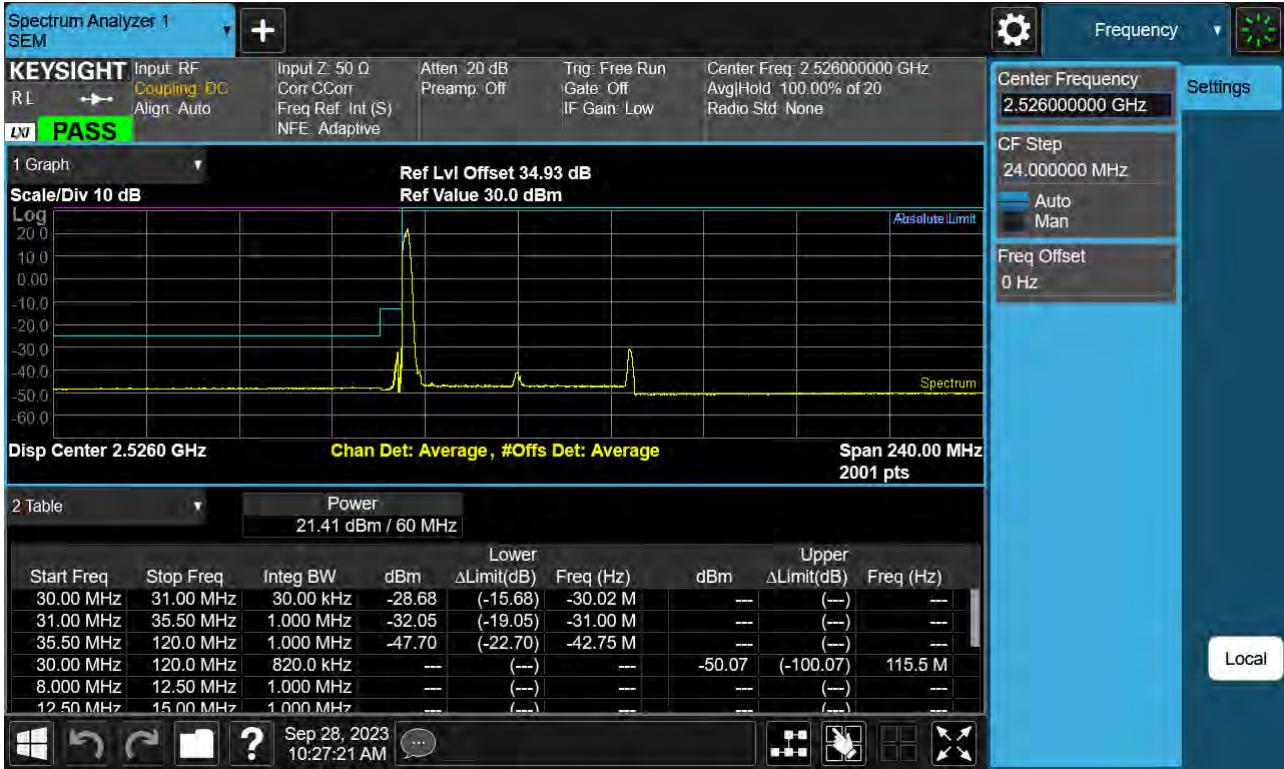 Spectrum Analyzer 1
SEM
Frequency
KEYSIGHT
RL
LXI
PASS
Input: RF
Coupling: DC
Align: Auto
Input Z: 50 Ω
Corr CCorr
Freq Ref: Int (S)
NFE: Adaptive
Atten: 20 dB
Preamp: Off
Trig: Free Run
Gate: Off
IF Gain: Low
Center Freq: 2.526000000 GHz
Avg|Hold: 100.00% of 20
Radio Std: None
Center Frequency
2.526000000 GHz
Settings
CF Step
24.000000 MHz
Auto
Man
Freq Offset
0 Hz
Local
1 Graph
Scale/Div 10 dB
Ref Lvl Offset 34.93 dB
Ref Value 30.0 dBm
Log
20.0
10.0
0.00
-10.0
-20.0
-30.0
-40.0
-50.0
-60.0
Spectrum
Disp Center 2.5260 GHz
Chan Det: Average, #Offs Det: Average
Span 240.00 MHz
2001 pts
2 Table
Power
21.41 dBm / 60 MHz
Lower Upper
Start Freq Stop Freq Integ BW dBm ΔLimit(dB) Freq (Hz) dBm ΔLimit(dB) Freq (Hz)
30.00 MHz 31.00 MHz 30.00 kHz -28.68 (-15.68) -30.02 M --- (---) ---
31.00 MHz 35.50 MHz 1.000 MHz -32.05 (-19.05) -31.00 M --- (---) ---
35.50 MHz 120.0 MHz 1.000 MHz -47.70 (-22.70) -42.75 M --- (---) ---
30.00 MHz 120.0 MHz 820.0 kHz --- (---) --- -50.07 (-100.07) 115.5 M
8.000 MHz 12.50 MHz 1.000 MHz --- (---) --- --- (---) ---
12.50 MHz 15.00 MHz 1.000 MHz --- (---) --- --- (---) ---
?
Sep 28, 2023
10:27:21 AM